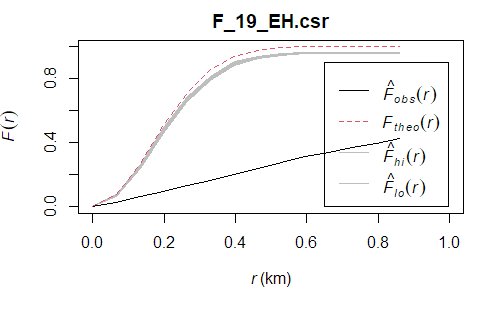 F_19_EH.csr
F̂obs(r)
Ftheo(r)
F̂hi(r)
F̂lo(r)
F(r)
0.0 0.4 0.8
0.0 0.2 0.4 0.6 0.8 1.0
r (km)